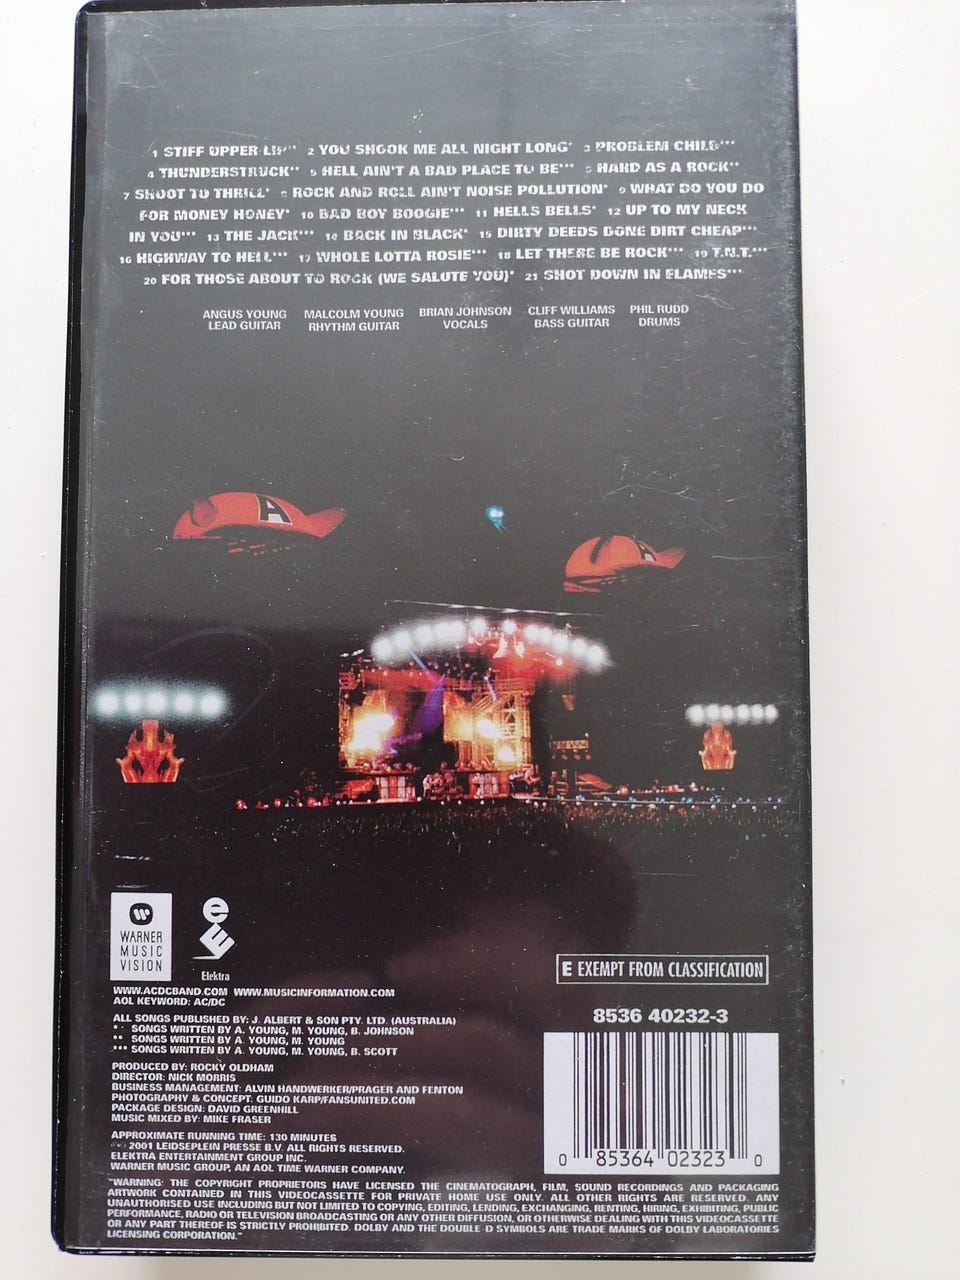 1 STIFF UPPER LIP** 2 YOU SHOOK ME ALL NIGHT LONG* 3 PROBLEM CHILD***
4 THUNDERSTRUCK** 5 HELL AIN'T A BAD PLACE TO BE*** 6 HARD AS A ROCK**
7 SHOOT TO THRILL* 8 ROCK AND ROLL AIN'T NOISE POLLUTION* 9 WHAT DO YOU DO
FOR MONEY HONEY* 10 BAD BOY BOOGIE*** 11 HELLS BELLS* 12 UP TO MY NECK
IN YOU*** 13 THE JACK*** 14 BACK IN BLACK* 15 DIRTY DEEDS DONE DIRT CHEAP***
16 HIGHWAY TO HELL*** 17 WHOLE LOTTA ROSIE*** 18 LET THERE BE ROCK*** 19 T.N.T.***
20 FOR THOSE ABOUT TO ROCK (WE SALUTE YOU)* 21 SHOT DOWN IN FLAMES***
ANGUS YOUNG MALCOLM YOUNG BRIAN JOHNSON CLIFF WILLIAMS PHIL RUDD
LEAD GUITAR RHYTHM GUITAR VOCALS BASS GUITAR DRUMS
A
A
WARNER
MUSIC
VISION
Elektra
E EXEMPT FROM CLASSIFICATION
WWW.ACDCBAND.COM WWW.MUSICINFORMATION.COM
AOL KEYWORD: AC/DC
8536 40232-3
ALL SONGS PUBLISHED BY: J. ALBERT & SON PTY. LTD. (AUSTRALIA)
* SONGS WRITTEN BY A. YOUNG, M. YOUNG, B. JOHNSON
** SONGS WRITTEN BY A. YOUNG, M. YOUNG
*** SONGS WRITTEN BY A. YOUNG, M. YOUNG, B. SCOTT
PRODUCED BY: ROCKY OLDHAM
DIRECTOR: NICK MORRIS
BUSINESS MANAGEMENT: ALVIN HANDWERKER/PRAGER AND FENTON
PHOTOGRAPHY & CONCEPT: GUIDO KARP/FANSUNITED.COM
PACKAGE DESIGN: DAVID GREENHILL
MUSIC MIXED BY: MIKE FRASER
APPROXIMATE RUNNING TIME: 130 MINUTES
2001 LEIDSEPLEIN PRESSE B.V. ALL RIGHTS RESERVED.
ELEKTRA ENTERTAINMENT GROUP INC.
WARNER MUSIC GROUP, AN AOL TIME WARNER COMPANY.
0 85364 02323 0
"WARNING: THE COPYRIGHT PROPRIETORS HAVE LICENSED THE CINEMATOGRAPH, FILM, SOUND RECORDINGS AND PACKAGING
ARTWORK CONTAINED IN THIS VIDEOCASSETTE FOR PRIVATE HOME USE ONLY. ALL OTHER RIGHTS ARE RESERVED. ANY
UNAUTHORISED USE INCLUDING BUT NOT LIMITED TO COPYING, EDITING, LENDING, EXCHANGING, RENTING, HIRING, EXHIBITING, PUBLIC
PERFORMANCE, RADIO OR TELEVISION BROADCASTING OR ANY OTHER DIFFUSION, OR OTHERWISE DEALING WITH THIS VIDEOCASSETTE
OR ANY PART THEREOF IS STRICTLY PROHIBITED. DOLBY AND THE DOUBLE-D SYMBOLS ARE TRADE MARKS OF DOLBY LABORATORIES
LICENSING CORPORATION."